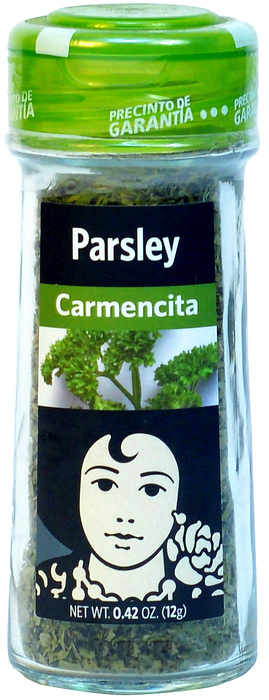 PRECINTO DE
GARANTÍA
Parsley
Carmencita
NET WT. 0.42 OZ. (12g)